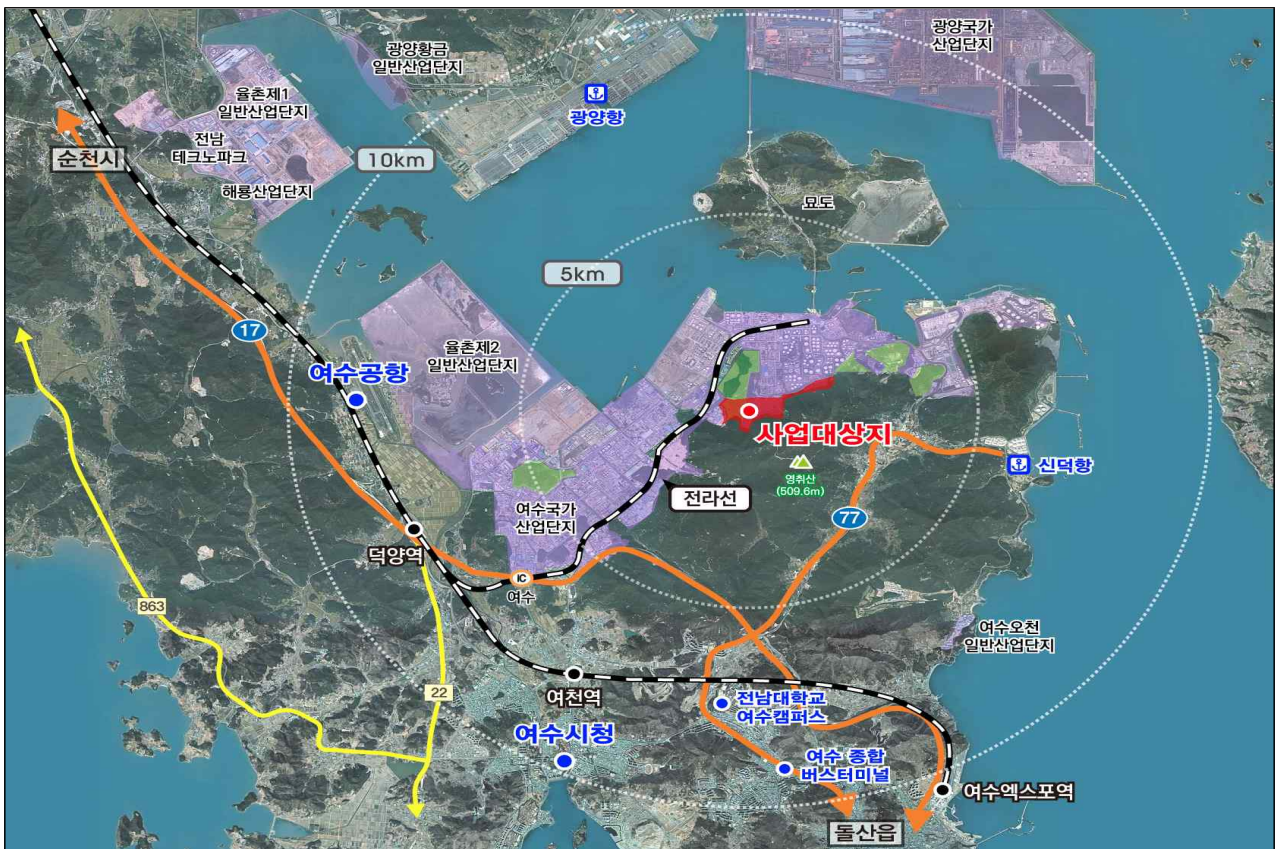 광양국가
산업단지
광양황금
일반산업단지
율촌제1
일반산업단지
광양항
전남
테크노파크
순천시
10km
해룡산업단지
묘도
5km
17
율촌제2
일반산업단지
여수공항
사업대상지
영취산
(509.6m)
신덕항
전라선
여수국가
산업단지
77
덕양역
IC
여수
863
여수오천
일반산업단지
22
여천역
전남대학교
여수캠퍼스
여수시청
여수 종합
버스터미널
여수엑스포역
돌산읍